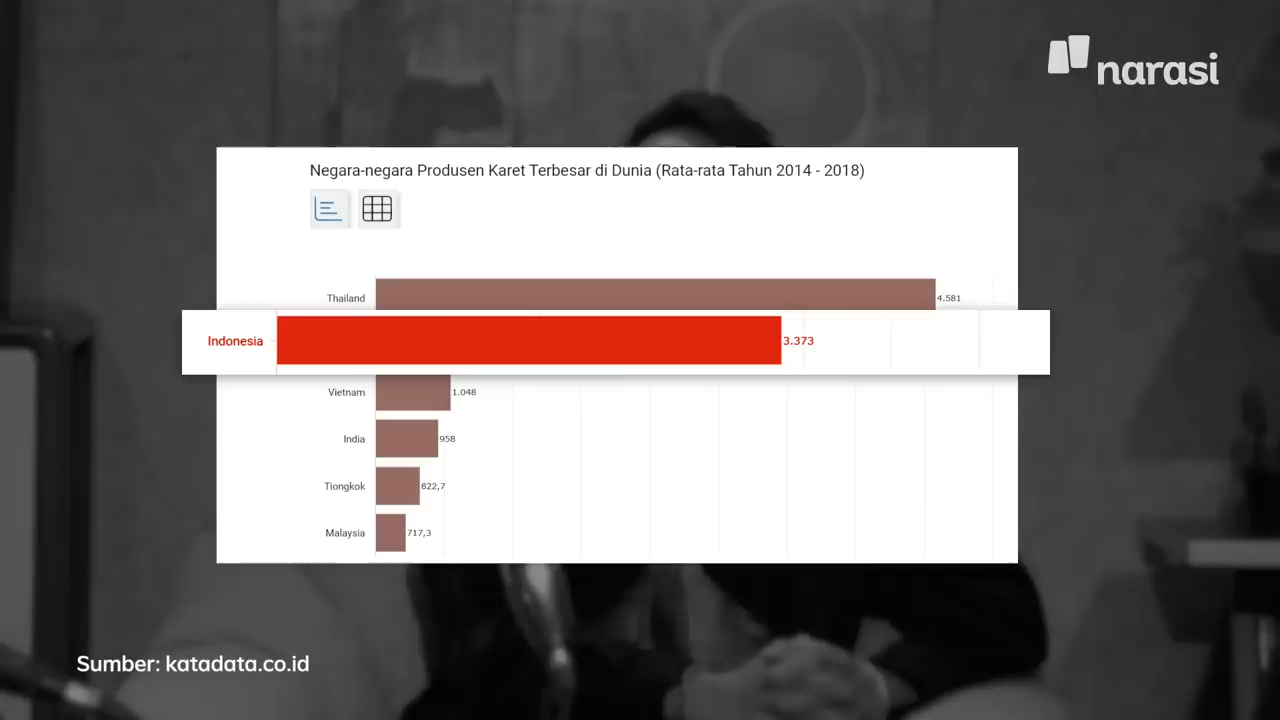 narasi
Negara-negara Produsen Karet Terbesar di Dunia (Rata-rata Tahun 2014 - 2018)
Thailand 4.581
Indonesia 3.373
Vietnam 1.048
India 958
Tiongkok 822,7
Malaysia 717,3
Sumber: katadata.co.id